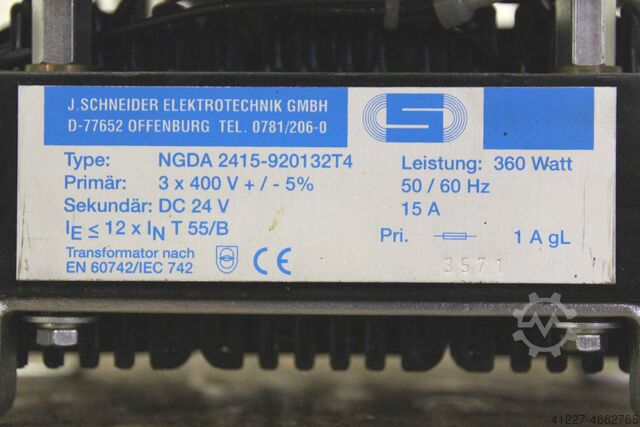 J. SCHNEIDER ELEKTROTECHNIK GMBH
D-77652 OFFENBURG TEL. 0781/206-0
Type: NGDA 2415-920132T4 Leistung: 360 Watt
Primär: 3 x 400 V + / - 5% 50 / 60 Hz
Sekundär: DC 24 V 15 A
IE ≤ 12 x IN T 55/B Pri. 1 A gL
Transformator nach
EN 60742/IEC 742 CE 3571
41227-4662765